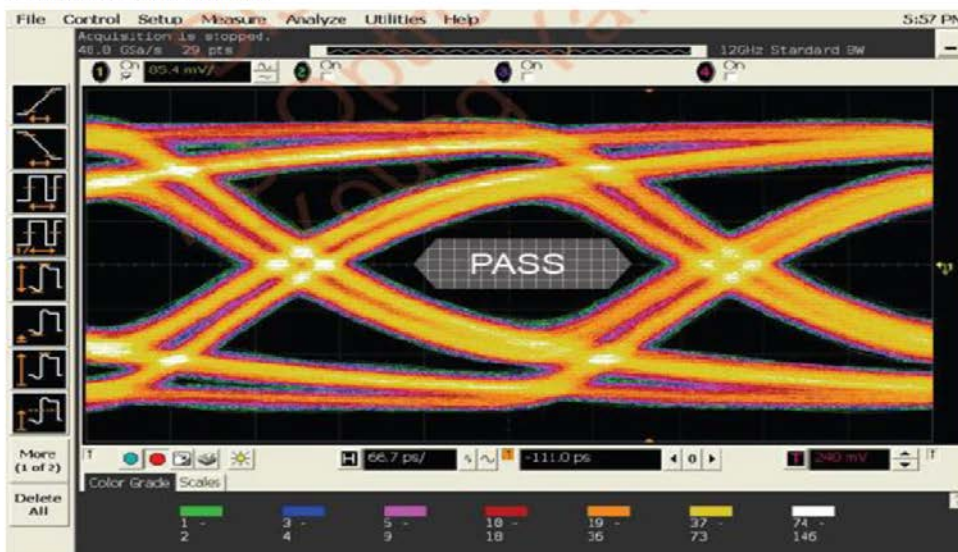 File Control Setup Measure Analyze Utilities Help 5:57 PM
Acquisition is stopped.
40.0 GSa/s 29 pts 12GHz Standard BW
1 On 85.4 mV/ 2 On 3 On 4 On
PASS
More
(1 of 2)
Delete
All
H 66.7 ps/ -111.0 ps 0 T 240 mV
Color Grade Scales
1 - 3 - 5 - 10 - 19 - 37 - 74 -
2 4 9 18 36 73 146